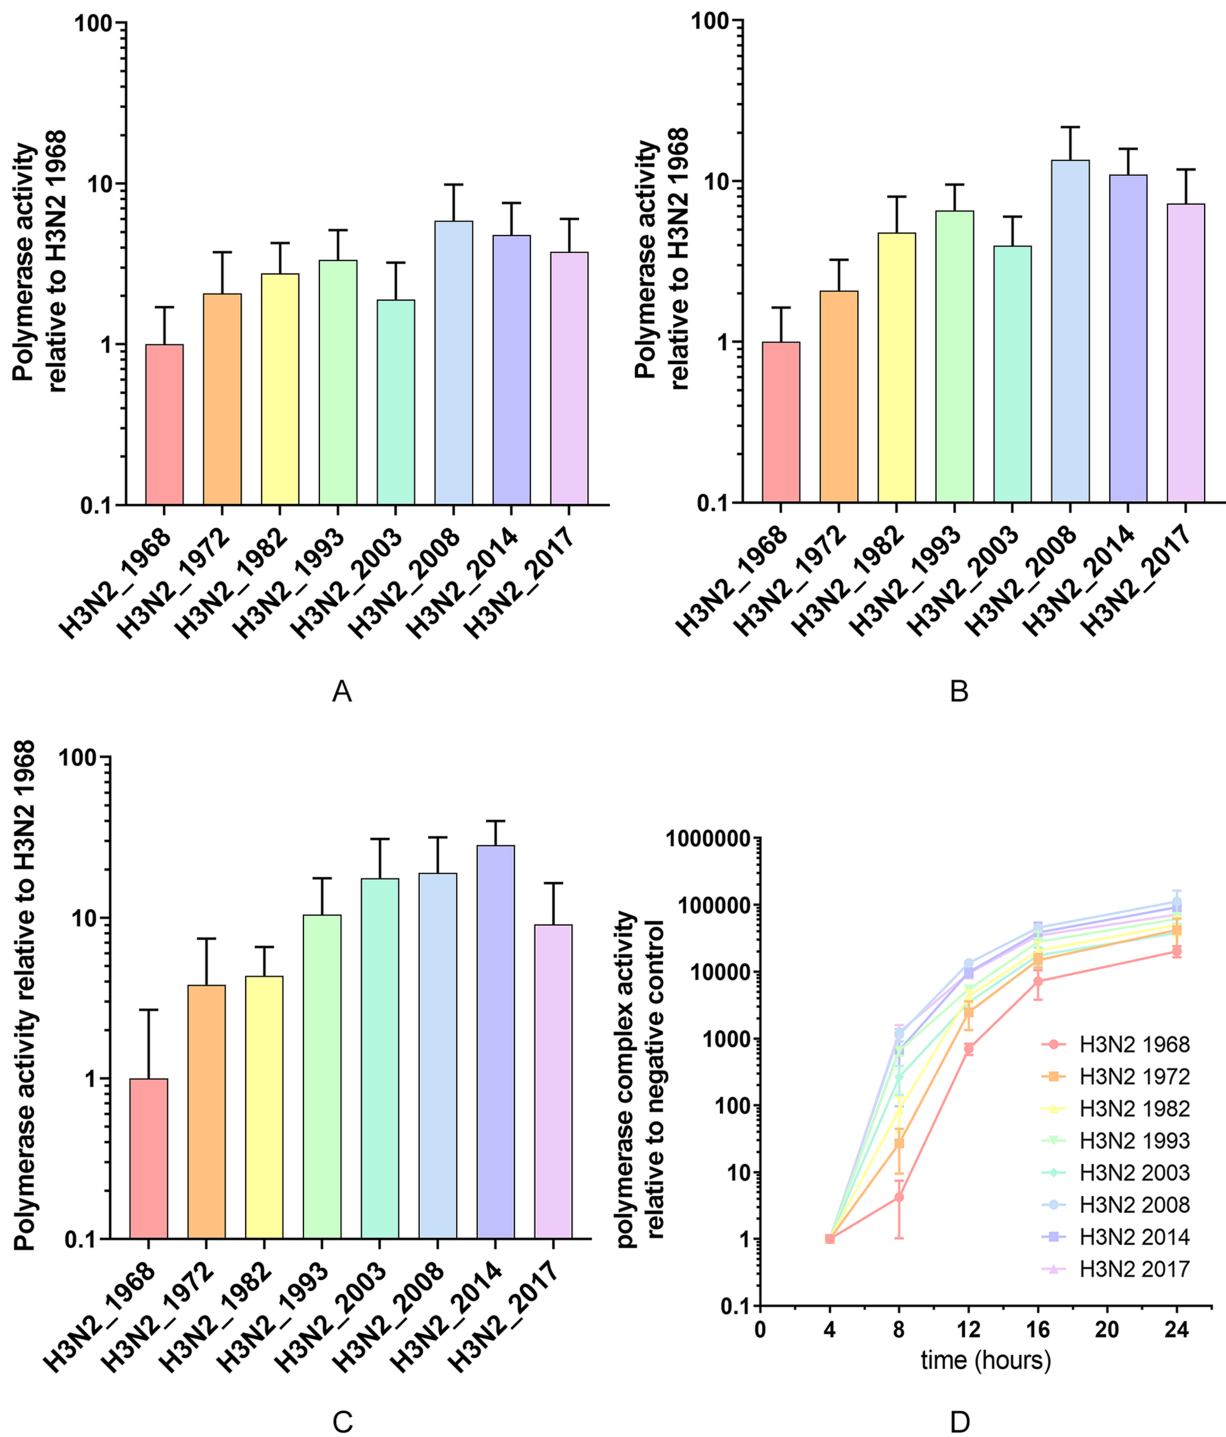 Polymerase activity
relative to H3N2 1968
100
10
1
0.1
H3N2_1968
H3N2_1972
H3N2_1982
H3N2_1993
H3N2_2003
H3N2_2008
H3N2_2014
H3N2_2017
A
Polymerase activity
relative to H3N2 1968
100
10
1
0.1
H3N2_1968
H3N2_1972
H3N2_1982
H3N2_1993
H3N2_2003
H3N2_2008
H3N2_2014
H3N2_2017
B
Polymerase activity relative to H3N2 1968
100
10
1
0.1
H3N2_1968
H3N2_1972
H3N2_1982
H3N2_1993
H3N2_2003
H3N2_2008
H3N2_2014
H3N2_2017
C
polymerase complex activity
relative to negative control
1000000
100000
10000
1000
100
10
1
0.1
H3N2 1968
H3N2 1972
H3N2 1982
H3N2 1993
H3N2 2003
H3N2 2008
H3N2 2014
H3N2 2017
0 4 8 12 16 20 24
time (hours)
D